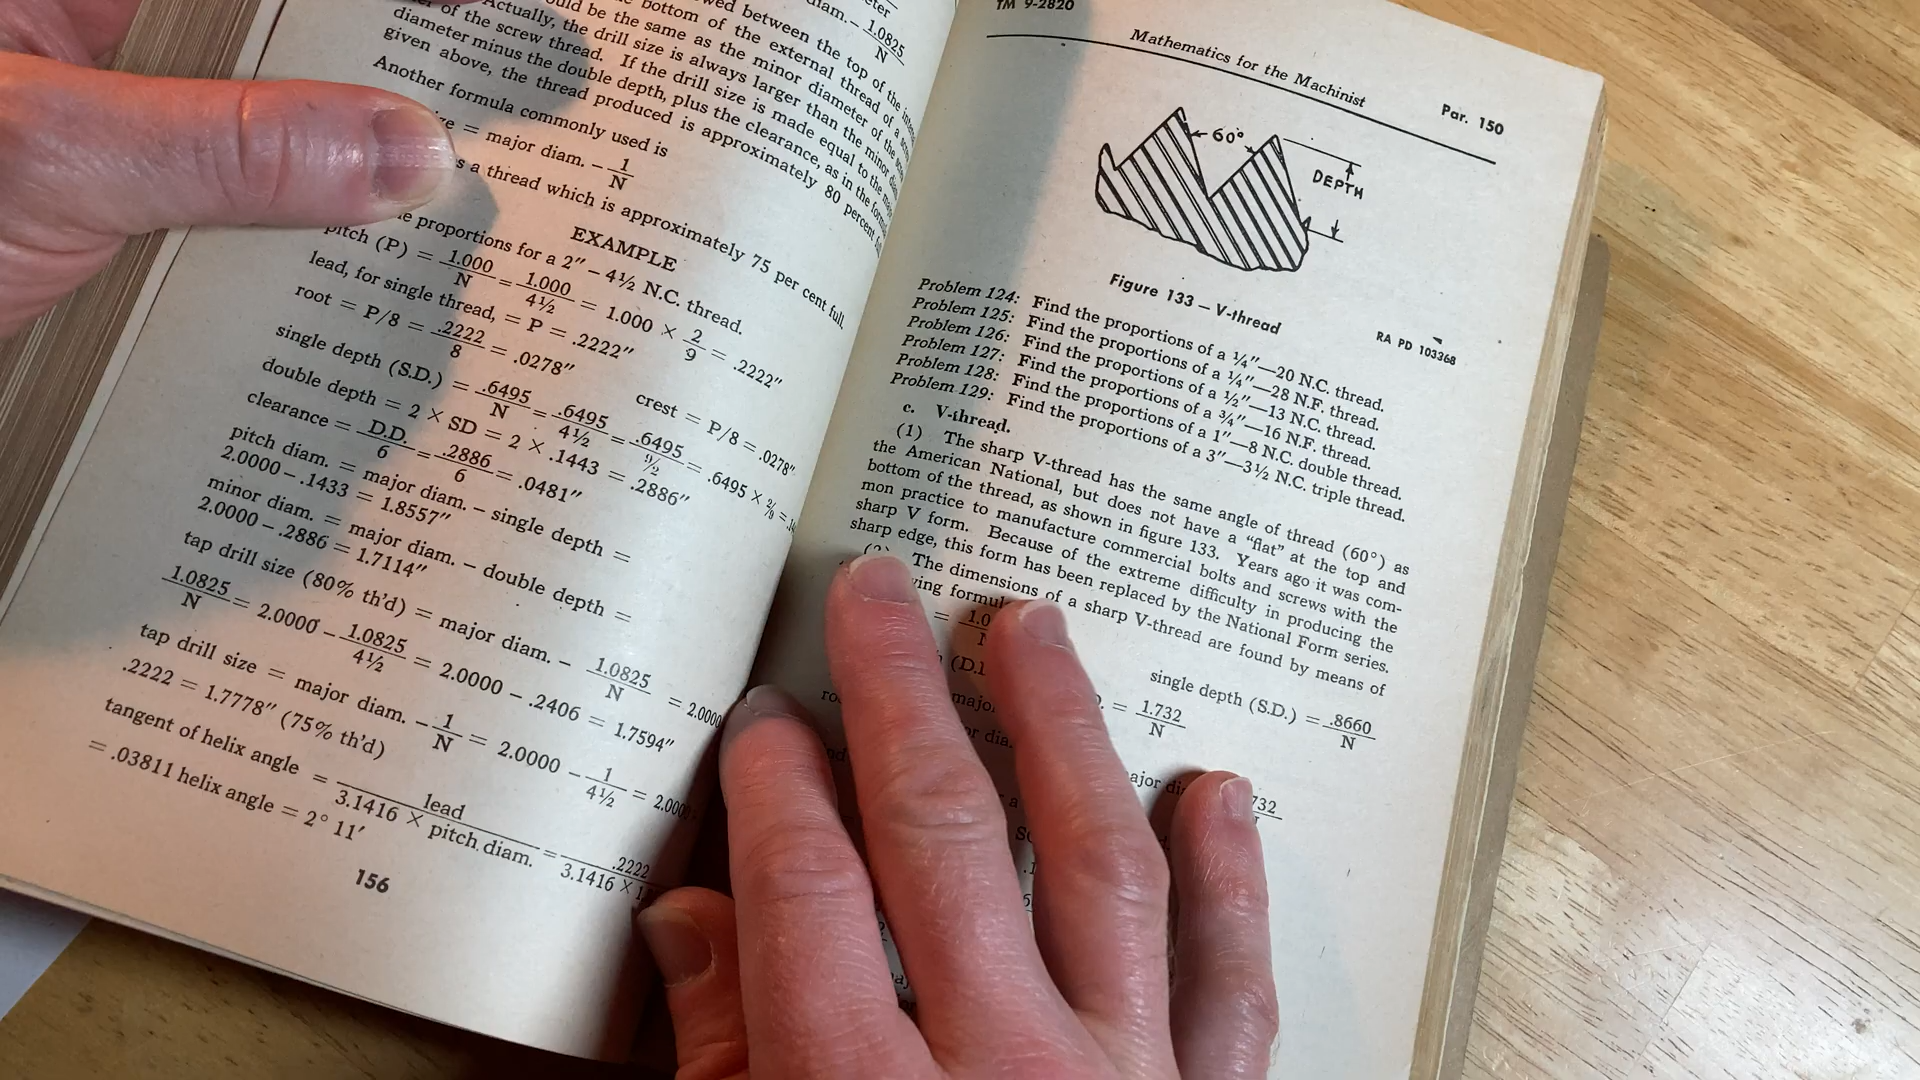 diam. - 1.0825
N
bottom of the external thread of a
Actually, the drill size is always larger than the minor
of the screw thread. If the drill size is made equal to the
diameter minus the double depth, plus the clearance, as in the
given above, the thread produced is approximately 80 percent
Another formula commonly used is
= major diam. - 1/N
a thread which is approximately 75 per cent full.
EXAMPLE
proportions for a 2" – 4½ N.C. thread.
pitch (P) = 1.000/N = 1.000/4½ = 1.000 × 2/9 = .2222"
lead, for single thread, = P = .2222"
root = P/8 = .2222/8 = .0278" crest = P/8 = .0278"
single depth (S.D.) = .6495/N = .6495/4½ = .6495/9/2 = .6495 × 2/9 =
double depth = 2 × SD = 2 × .1443 = .2886"
clearance = D.D./6 = .2886/6 = .0481"
pitch diam. = major diam. - single depth =
2.0000 - .1433 = 1.8557"
minor diam. = major diam. - double depth =
2.0000 - .2886 = 1.7114"
tap drill size (80% th'd) = major diam. - 1.0825/N = 2.0000
1.0825/N = 2.0000 - 1.0825/4½ = 2.0000 - .2406 = 1.7594"
tap drill size = major diam. - 1/N = 2.0000 - 1/4½ = 2.000
.2222 = 1.7778" (75% th'd)
tangent of helix angle = lead/3.1416 × pitch diam. = .2222/3.1416 ×
= .03811 helix angle = 2° 11'
156
TM 9-2820
Mathematics for the Machinist
Par. 150
60°
DEPTH
Figure 133 — V-thread
RA PD 103368
Problem 124: Find the proportions of a ¼"—20 N.C. thread.
Problem 125: Find the proportions of a ¼"—28 N.F. thread.
Problem 126: Find the proportions of a ½"—13 N.C. thread.
Problem 127: Find the proportions of a ¾"—16 N.F. thread.
Problem 128: Find the proportions of a 1"—8 N.C. double thread.
Problem 129: Find the proportions of a 3"—3½ N.C. triple thread.
c. V-thread.
(1) The sharp V-thread has the same angle of thread (60°) as
the American National, but does not have a "flat" at the top and
bottom of the thread, as shown in figure 133. Years ago it was com-
mon practice to manufacture commercial bolts and screws with the
sharp V form. Because of the extreme difficulty in producing the
sharp edge, this form has been replaced by the National Form series.
(2) The dimensions of a sharp V-thread are found by means of
single depth (S.D.) = .8660/N
= 1.732/N